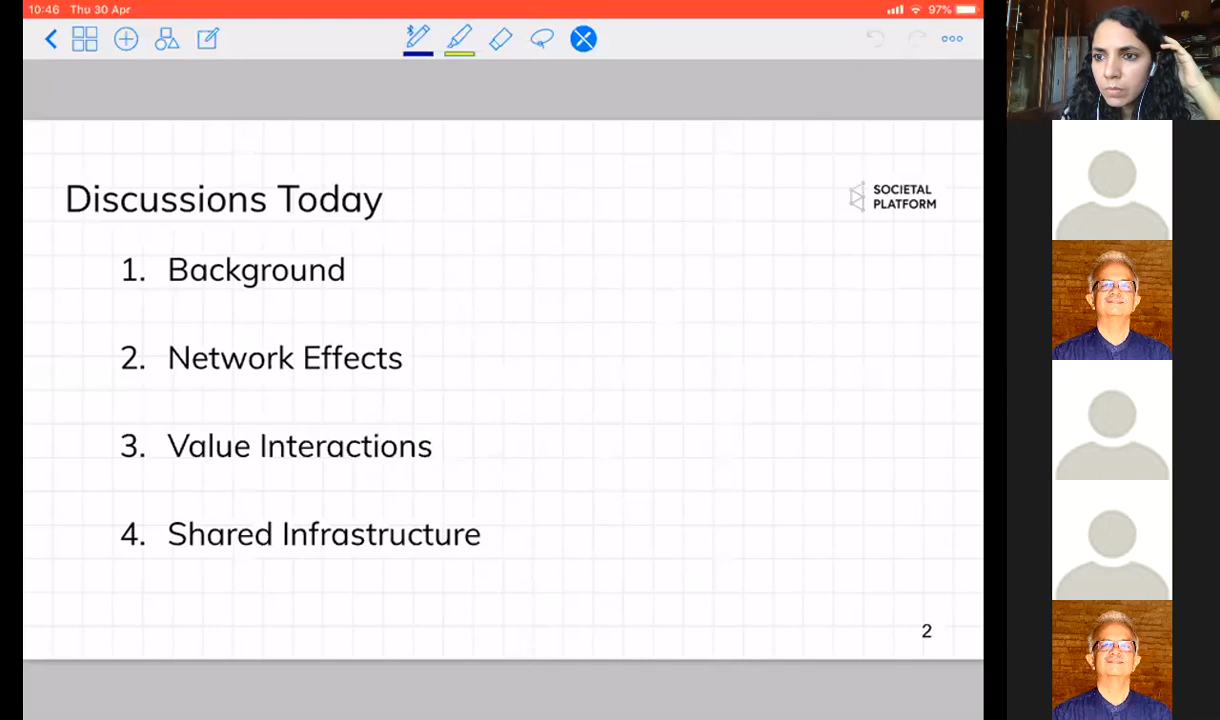 10:46 Thu 30 Apr
97%
Discussions Today
SOCIETAL
PLATFORM
1. Background
2. Network Effects
3. Value Interactions
4. Shared Infrastructure
2